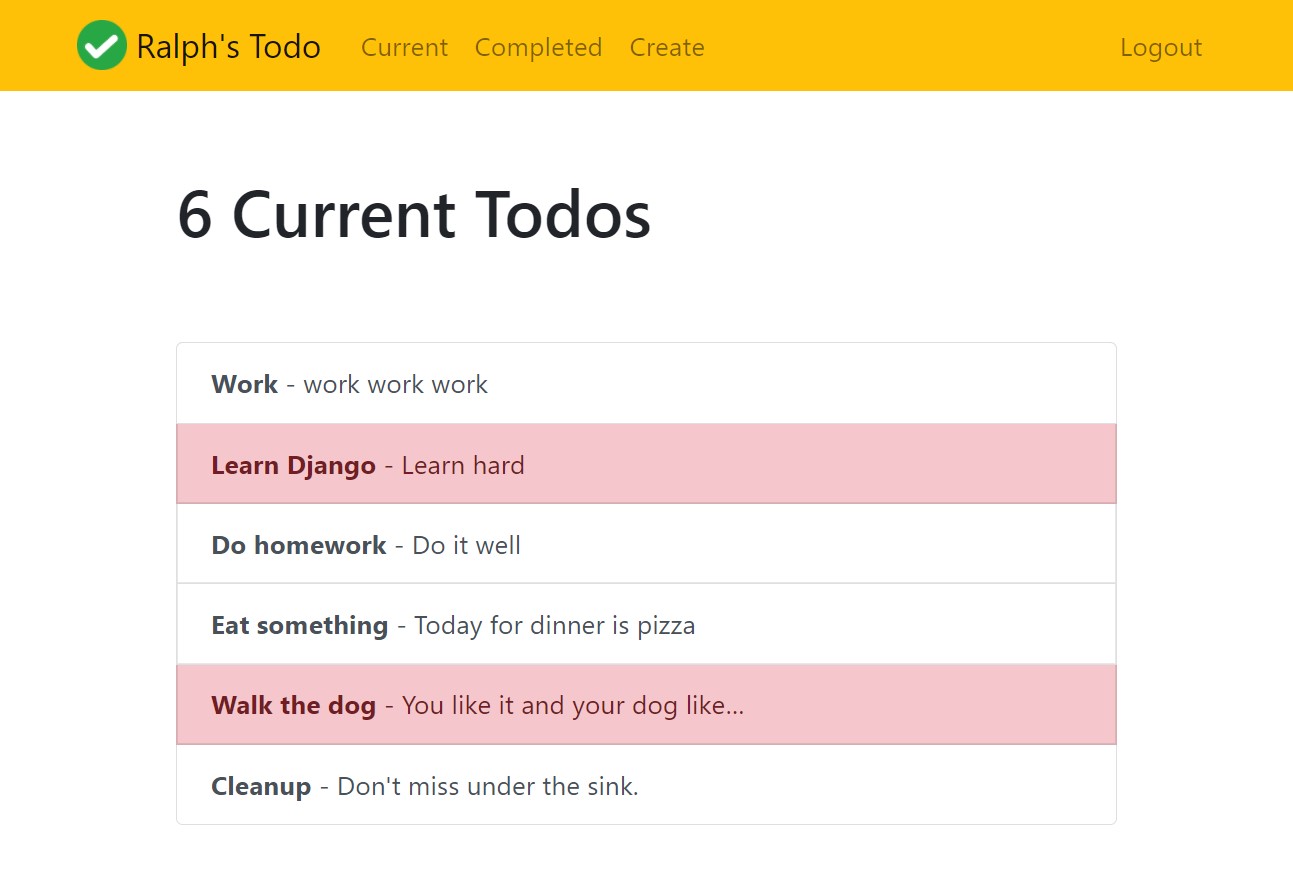 Ralph's Todo Current Completed Create Logout
6 Current Todos
Work - work work work
Learn Django - Learn hard
Do homework - Do it well
Eat something - Today for dinner is pizza
Walk the dog - You like it and your dog like…
Cleanup - Don't miss under the sink.